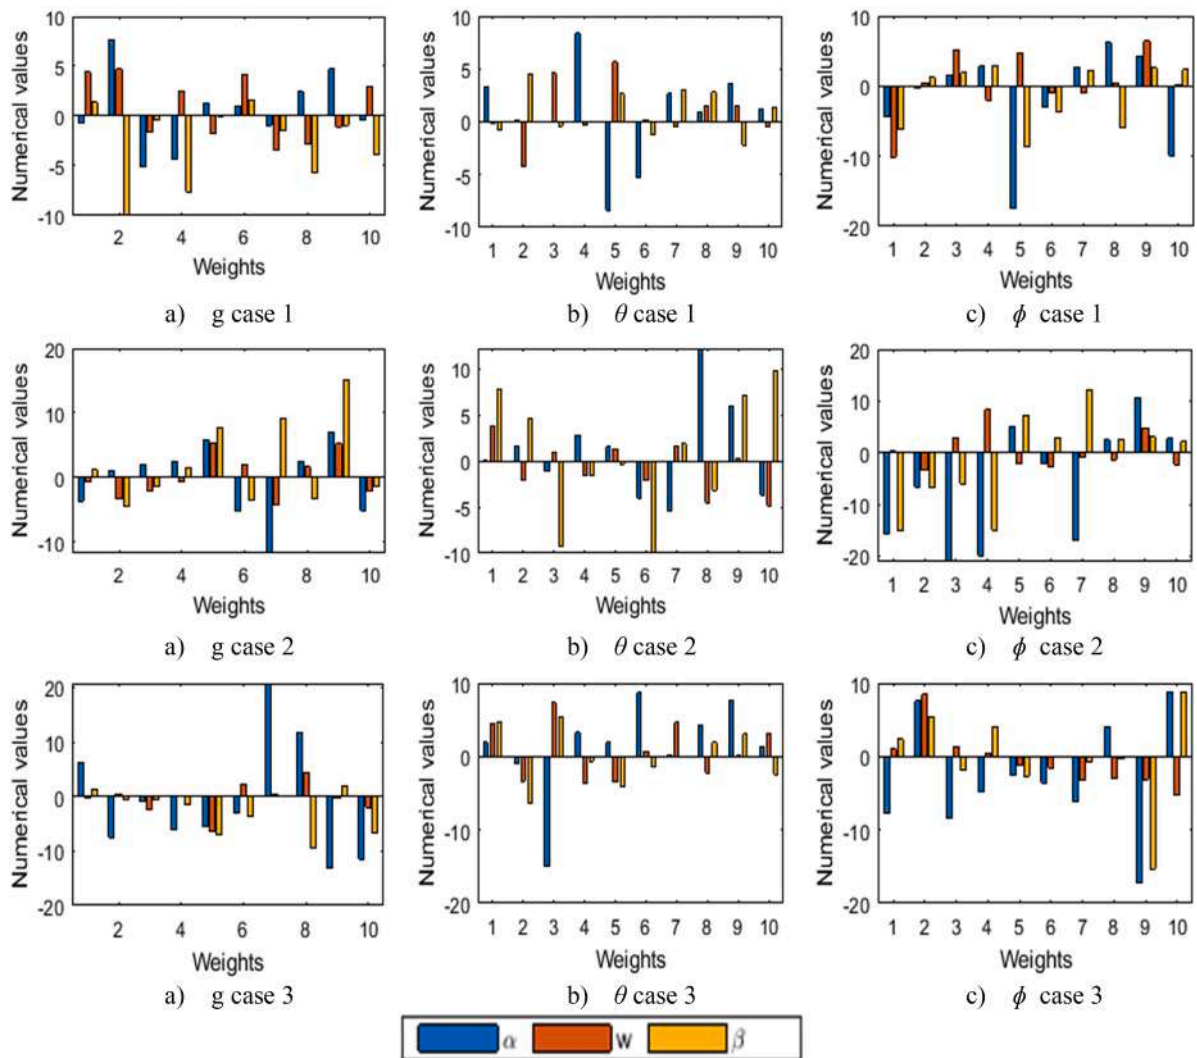 Numerical values
10
5
0
-5
-10
2 4 6 8 10
Weights
a) g case 1
Numerical values
10
5
0
-5
-10
1 2 3 4 5 6 7 8 9 10
Weights
b) θ case 1
Numerical values
10
0
-10
-20
1 2 3 4 5 6 7 8 9 10
Weights
c) ϕ case 1
Numerical values
20
10
0
-10
2 4 6 8 10
Weights
a) g case 2
Numerical values
10
5
0
-5
-10
1 2 3 4 5 6 7 8 9 10
Weights
b) θ case 2
Numerical values
20
10
0
-10
-20
1 2 3 4 5 6 7 8 9 10
Weights
c) ϕ case 2
Numerical values
20
10
0
-10
-20
2 4 6 8 10
Weights
a) g case 3
Numerical values
10
0
-10
-20
1 2 3 4 5 6 7 8 9 10
Weights
b) θ case 3
Numerical values
10
0
-10
-20
1 2 3 4 5 6 7 8 9 10
Weights
c) ϕ case 3
α w β